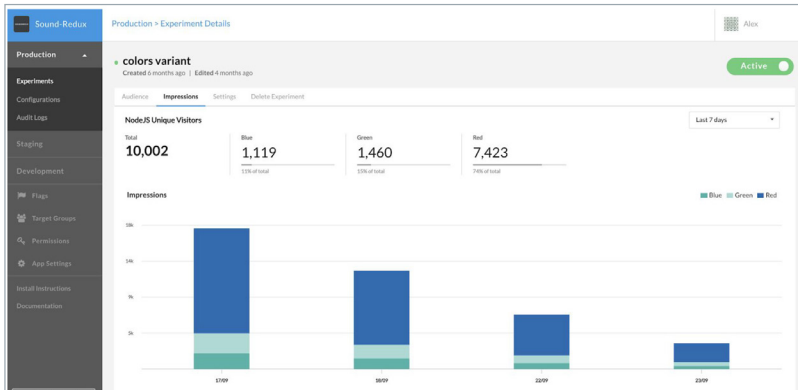 Sound-Redux
Production > Experiment Details
Alex
Production
Experiments
Configurations
Audit Logs
Staging
Development
Flags
Target Groups
Permissions
App Settings
Install Instructions
Documentation
colors variant
Created 6 months ago | Edited 4 months ago
Active
Audience Impressions Settings Delete Experiment
NodeJS Unique Visitors
Last 7 days
Total
10,002
Blue
1,119
11% of total
Green
1,460
15% of total
Red
7,423
74% of total
Impressions
Blue Green Red
18k
14k
9k
5k
17/09 18/09 22/09 23/09